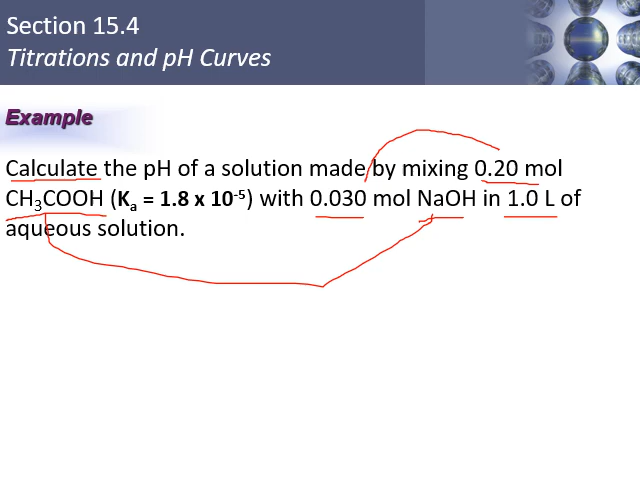 Section 15.4
Titrations and pH Curves
Example
Calculate the pH of a solution made by mixing 0.20 mol
CH₃COOH (Kₐ = 1.8 x 10⁻⁵) with 0.030 mol NaOH in 1.0 L of
aqueous solution.